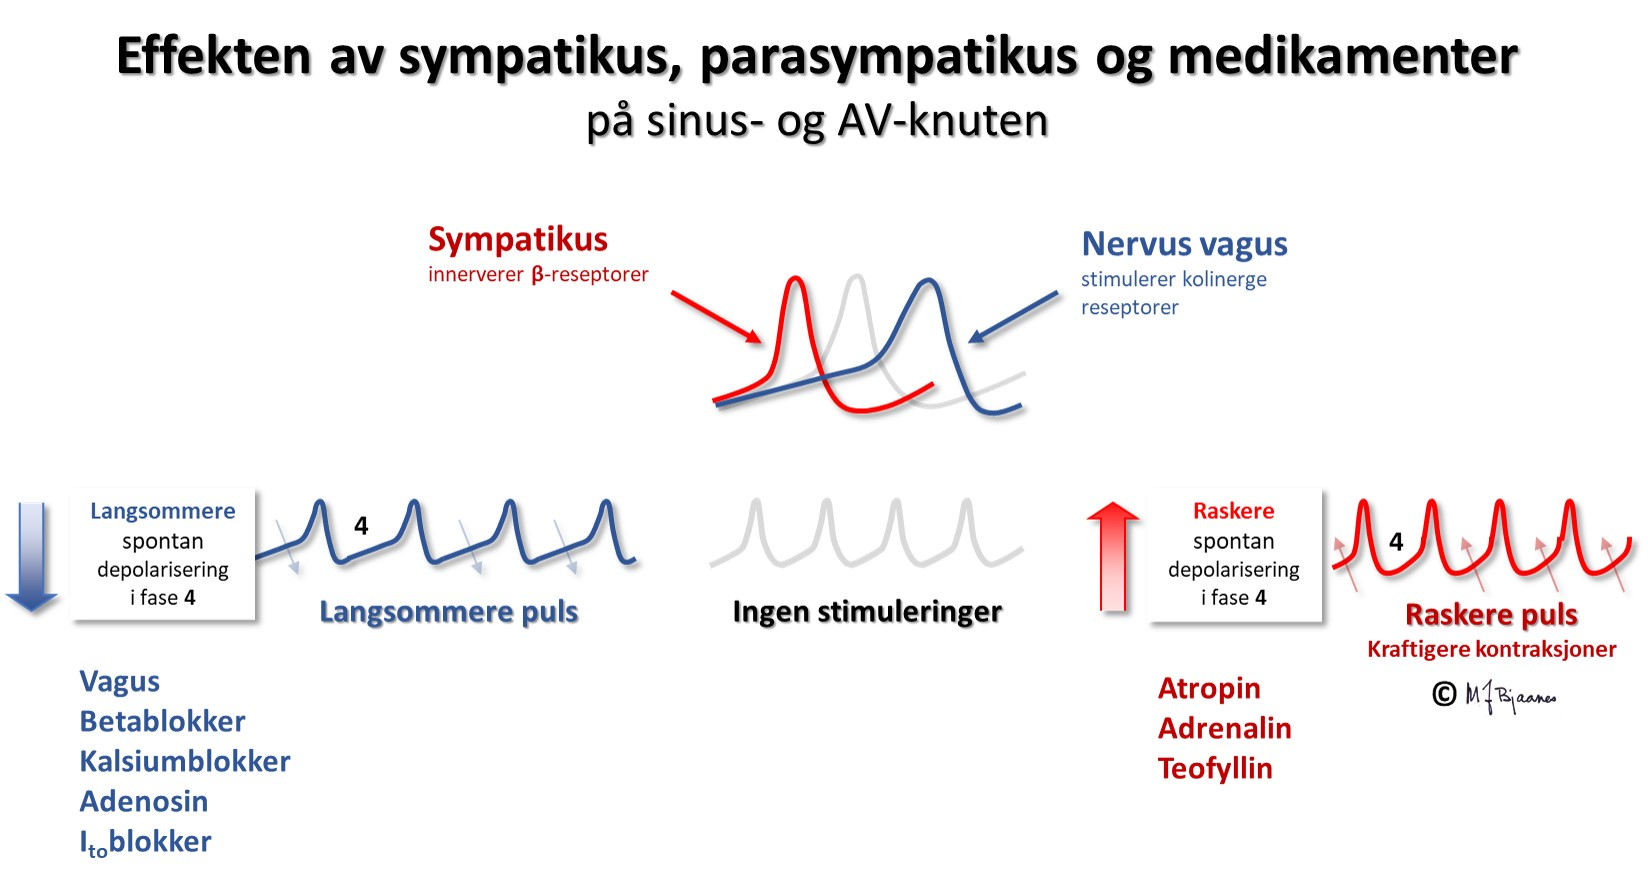 Effekten av sympatikus, parasympatikus og medikamenter
på sinus- og AV-knuten
Sympatikus
innerverer β-reseptorer
Nervus vagus
stimulerer kolinerge
reseptorer
Langsommere
spontan
depolarisering
i fase 4
4
Langsommere puls
Ingen stimuleringer
Raskere
spontan
depolarisering
i fase 4
4
Raskere puls
Kraftigere kontraksjoner
Vagus
Betablokker
Kalsiumblokker
Adenosin
Itoblokker
Atropin
Adrenalin
Teofyllin
© MJBjaanes